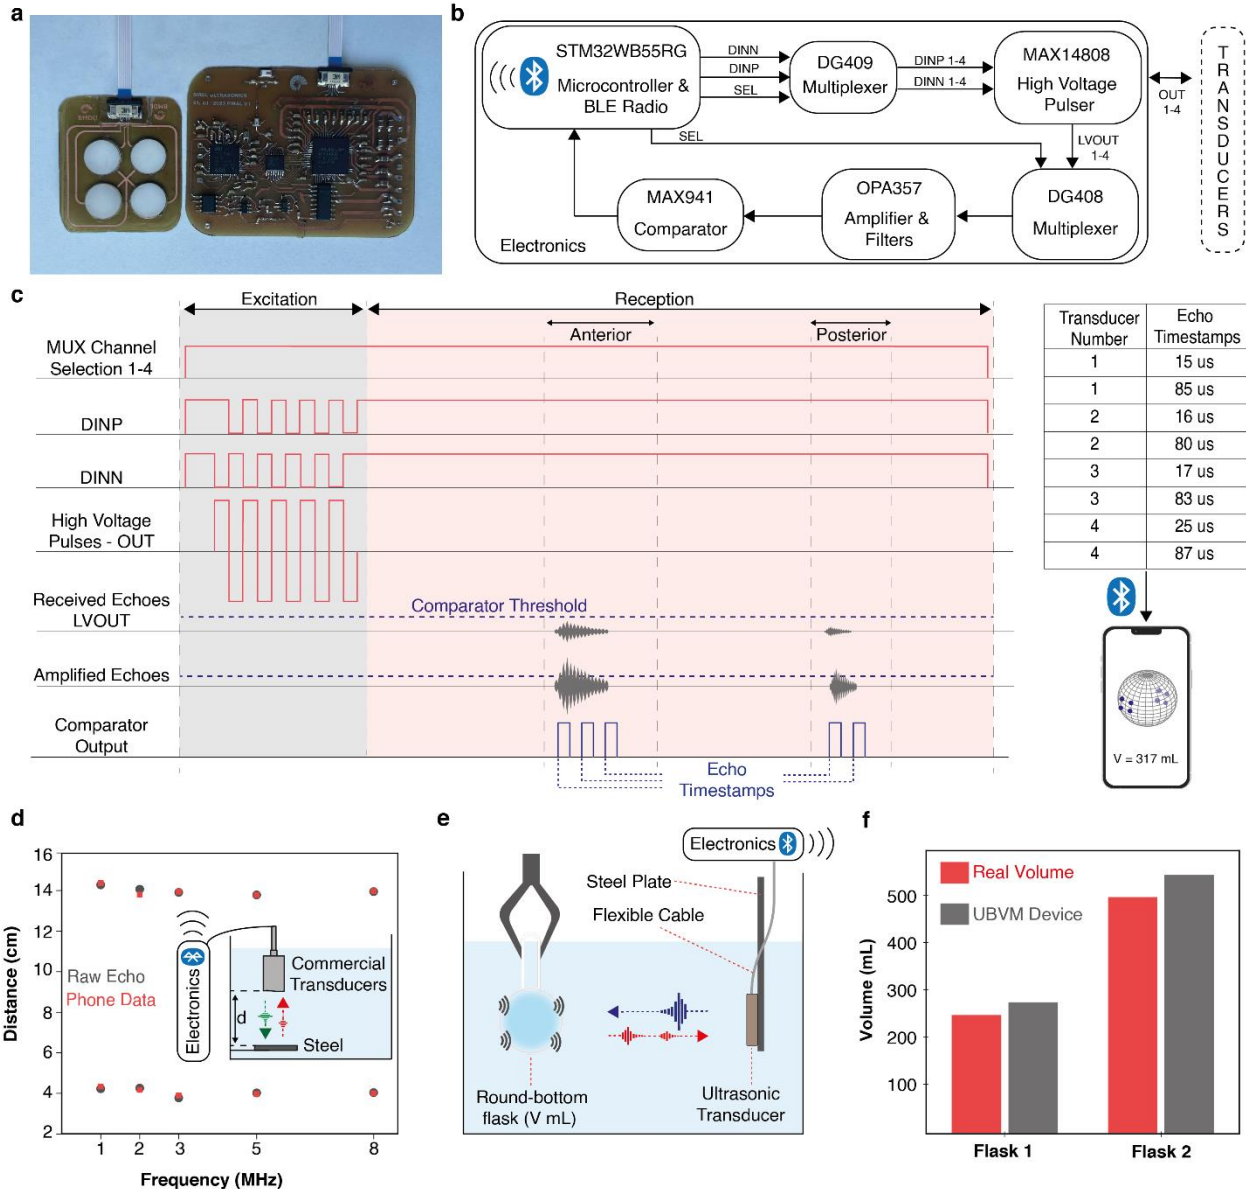 a
b
STM32WB55RG
Microcontroller &
BLE Radio
DINN
DINP
SEL
DG409
Multiplexer
DINP 1-4
DINN 1-4
MAX14808
High Voltage
Pulser
OUT
1-4
TRANSDUCERS
SEL
LVOUT
1-4
MAX941
Comparator
OPA357
Amplifier &
Filters
DG408
Multiplexer
Electronics
c
Excitation
Reception
Anterior
Posterior
MUX Channel
Selection 1-4
DINP
DINN
High Voltage
Pulses - OUT
Received Echoes
LVOUT
Comparator Threshold
Amplified Echoes
Comparator
Output
Echo
Timestamps
Transducer Number Echo Timestamps
1 15 us
1 85 us
2 16 us
2 80 us
3 17 us
3 83 us
4 25 us
4 87 us
V = 317 mL
d
Distance (cm)
16
14
12
10
8
6
4
2
Raw Echo
Phone Data
Electronics
Commercial
Transducers
d
Steel
1 2 3 5 8
Frequency (MHz)
e
Electronics
Steel Plate
Flexible Cable
Round-bottom
flask (V mL)
Ultrasonic
Transducer
f
Volume (mL)
Real Volume
UBVM Device
500
400
300
200
100
Flask 1 Flask 2